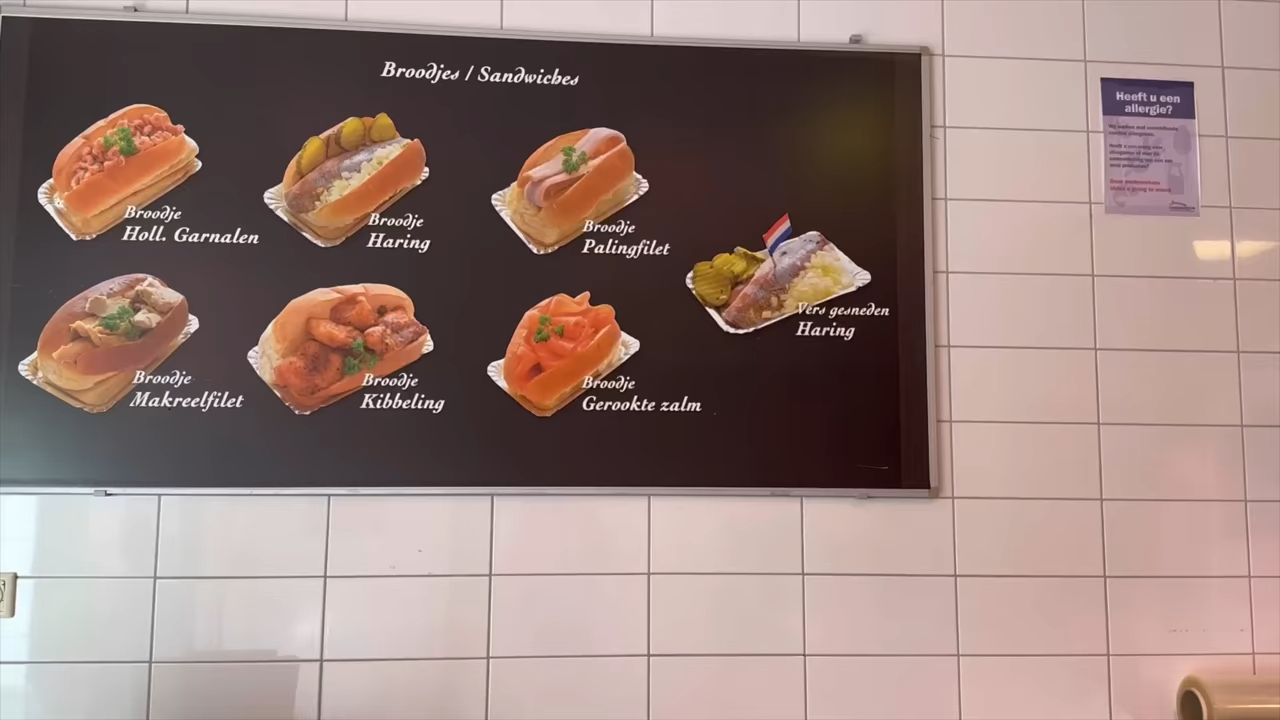 Broodjes / Sandwiches
Broodje
Holl. Garnalen
Broodje
Haring
Broodje
Palingfilet
Vers gesneden
Haring
Broodje
Makreelfilet
Broodje
Kibbeling
Broodje
Gerookte zalm
Heeft u een
allergie?